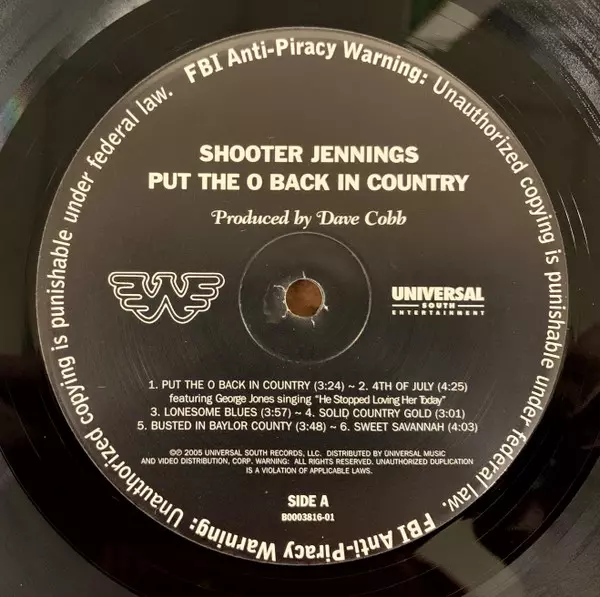 FBI Anti-Piracy Warning: Unauthorized copying is punishable under federal law.
FBI Anti-Piracy Warning: Unauthorized copying is punishable under federal law.
SHOOTER JENNINGS
PUT THE O BACK IN COUNTRY
Produced by Dave Cobb
W
UNIVERSAL
SOUTH
ENTERTAINMENT
1. PUT THE O BACK IN COUNTRY (3:24) ~ 2. 4TH OF JULY (4:25)
featuring George Jones singing "He Stopped Loving Her Today"
3. LONESOME BLUES (3:57) ~ 4. SOLID COUNTRY GOLD (3:01)
5. BUSTED IN BAYLOR COUNTY (3:48) ~ 6. SWEET SAVANNAH (4:03)
©℗ 2005 UNIVERSAL SOUTH RECORDS, LLC. DISTRIBUTED BY UNIVERSAL MUSIC
AND VIDEO DISTRIBUTION, CORP. WARNING: ALL RIGHTS RESERVED. UNAUTHORIZED DUPLICATION
IS A VIOLATION OF APPLICABLE LAWS.
SIDE A
B0003816-01